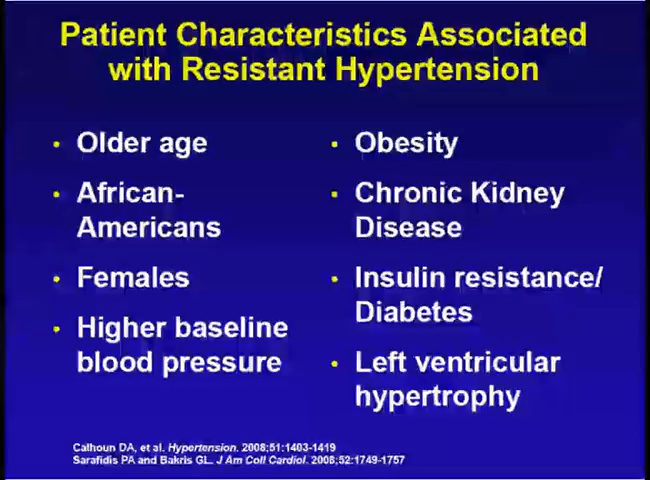 Patient Characteristics Associated
with Resistant Hypertension
• Older age
• African-
Americans
• Females
• Higher baseline
blood pressure
• Obesity
• Chronic Kidney
Disease
• Insulin resistance/
Diabetes
• Left ventricular
hypertrophy
Calhoun DA, et al. Hypertension. 2008;51:1403-1419
Sarafidis PA and Bakris GL. J Am Coll Cardiol. 2008;52:1749-1757